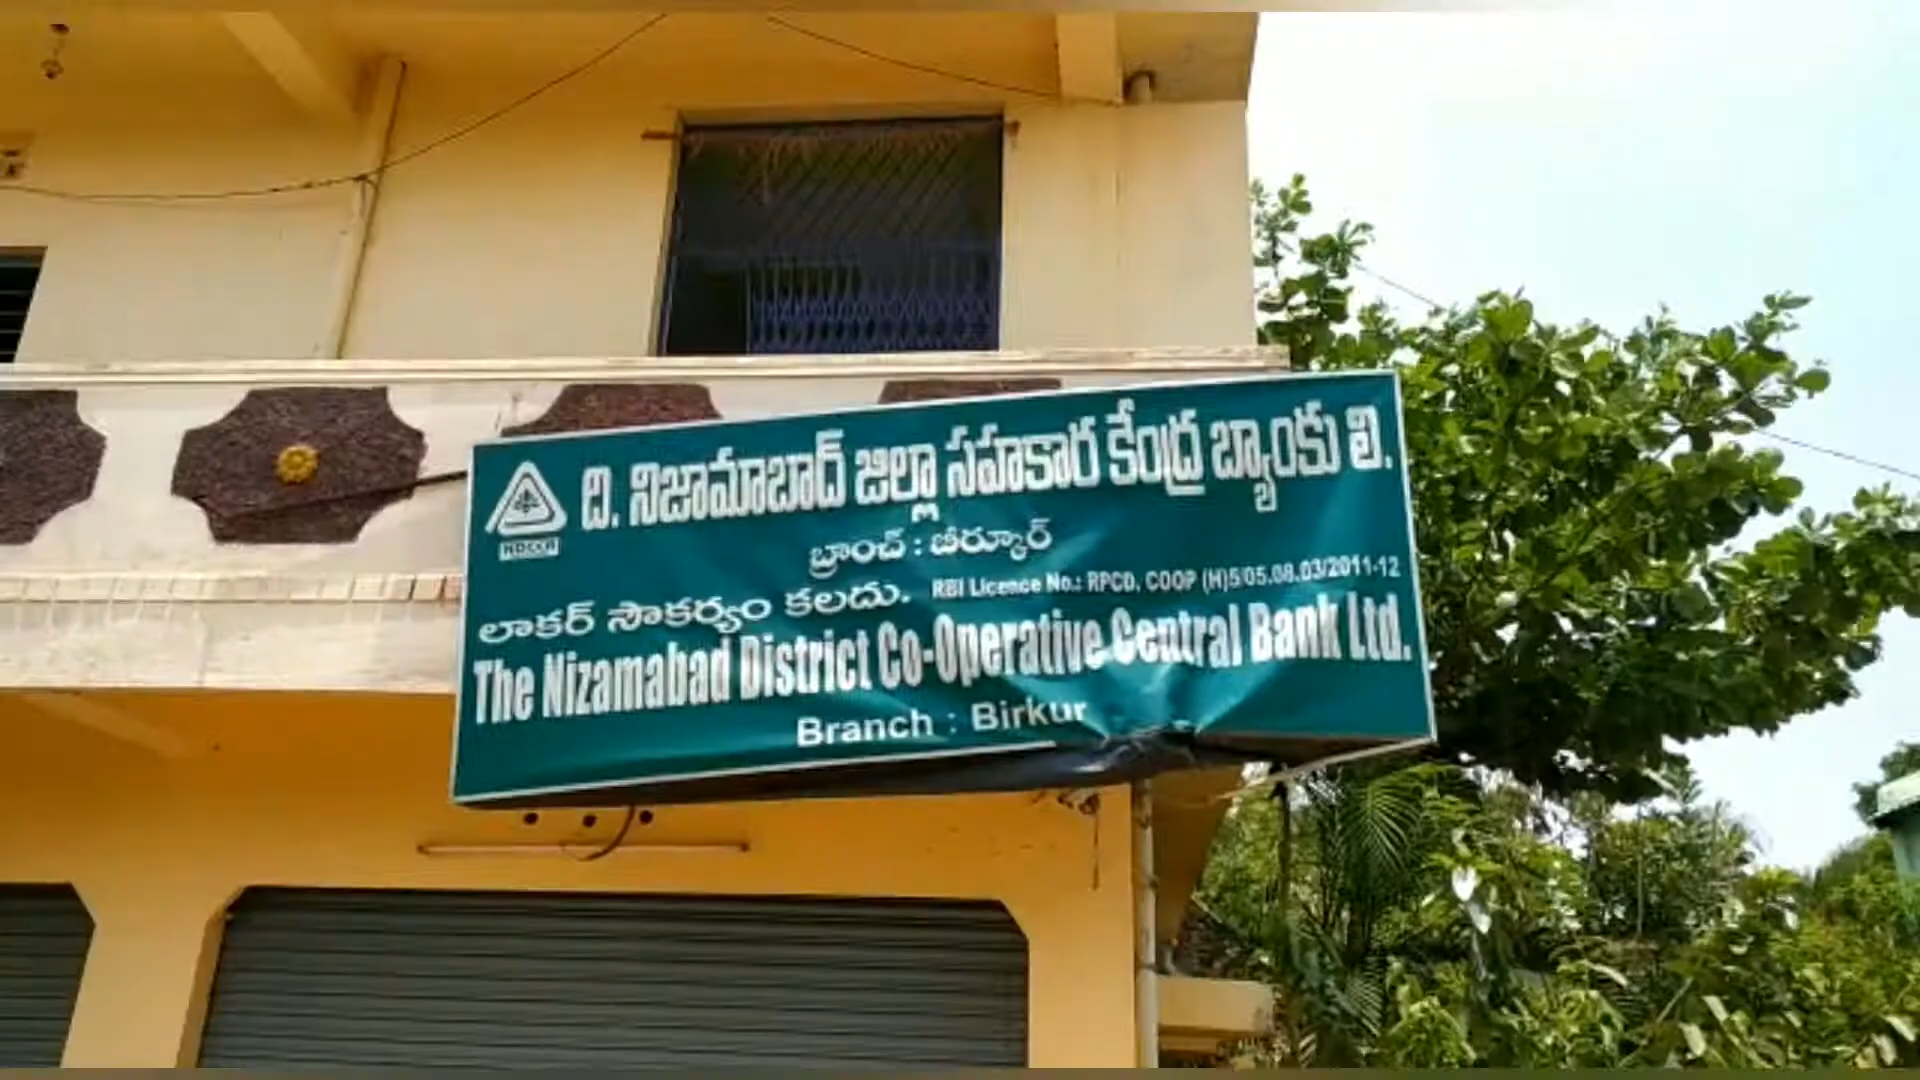 ది. నిజామాబాద్ జిల్లా సహకార కేంద్ర బ్యాంకు లి.
NDCCB
బ్రాంచ్ : బీర్కూర్
లాకర్ సౌకర్యం కలదు. RBI Licence No.: RPCD, COOP (H)5/05.08.03/2011-12
The Nizamabad District Co-Operative Central Bank Ltd.
Branch : Birkur